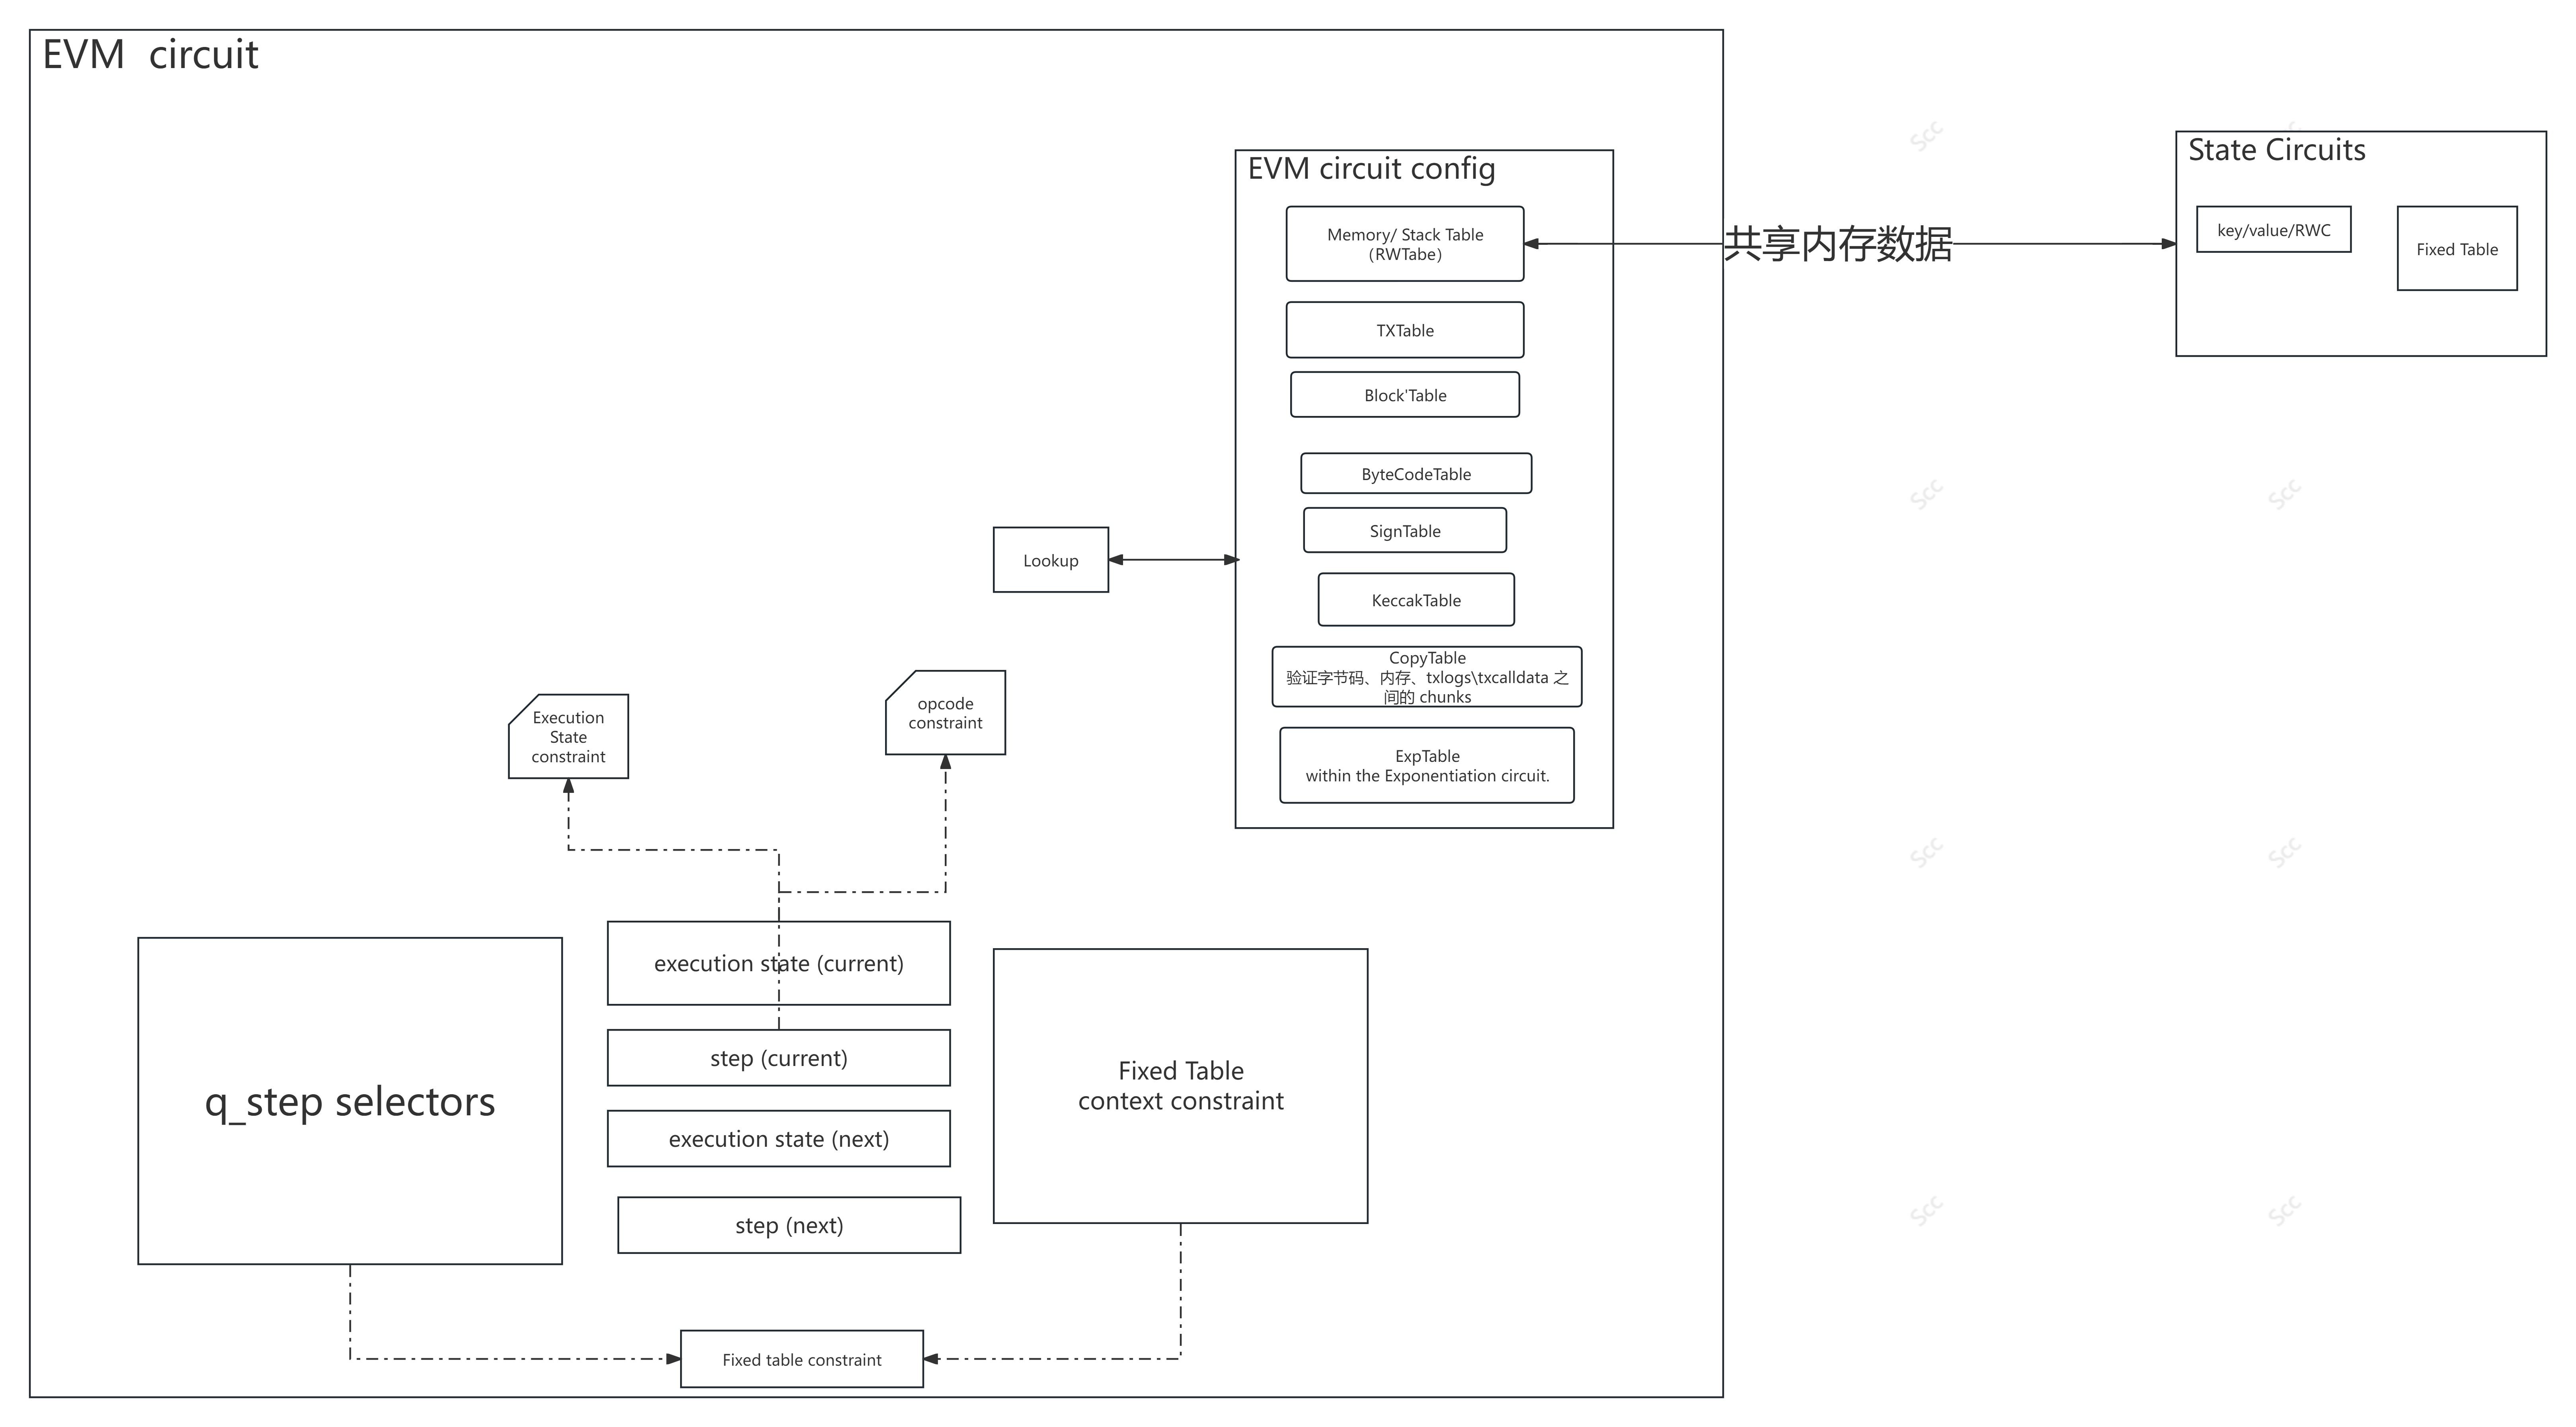 EVM  circuit
EVM circuit config
Memory/ Stack Table
(RWTabe)
TXTable
Block'Table
ByteCodeTable
SignTable
KeccakTable
CopyTable
验证字节码、内存、txlogs\txcalldata 之
间的 chunks
ExpTable
within the Exponentiation circuit.
共享内存数据
State Circuits
key/value/RWC
Fixed Table
Lookup
Execution
State
constraint
opcode
constraint
q_step selectors
execution state (current)
step (current)
execution state (next)
step (next)
Fixed Table
context constraint
Fixed table constraint
Scc
Scc
Scc
Scc
Scc
Scc
Scc